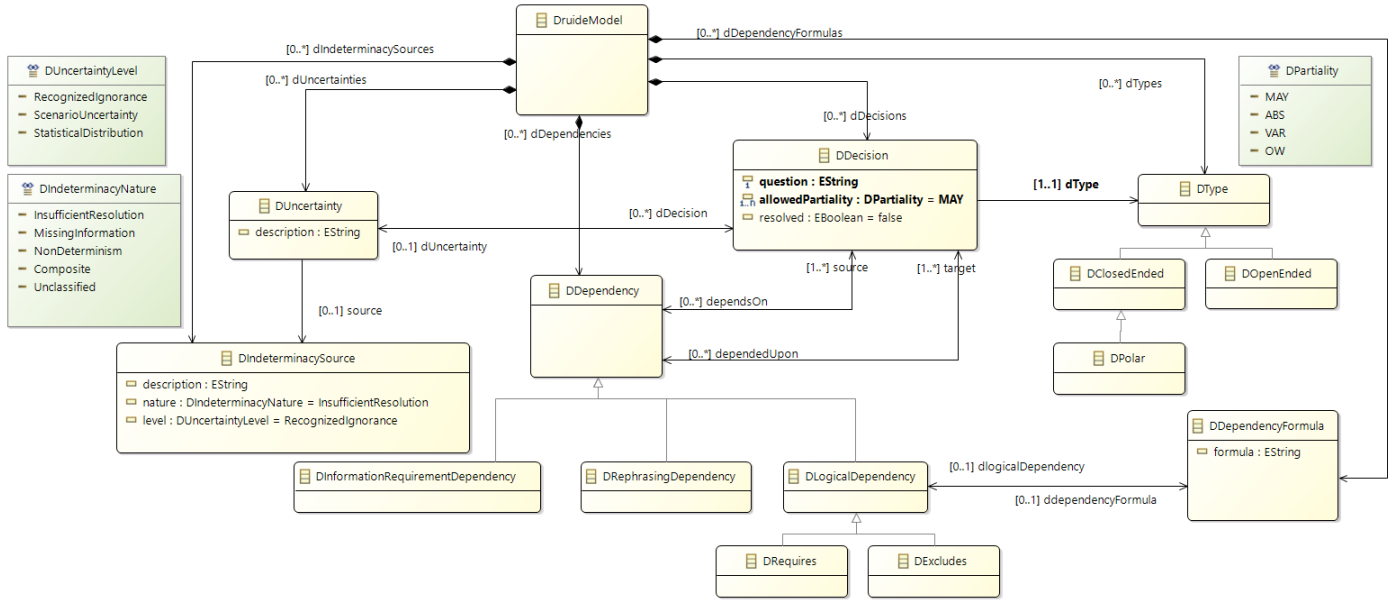 DruideModel
[0..*] dDependencyFormulas
[0..*] dIndeterminacySources
DUncertaintyLevel
RecognizedIgnorance
ScenarioUncertainty
StatisticalDistribution
[0..*] dUncertainties
[0..*] dTypes
DPartiality
MAY
ABS
VAR
OW
[0..*] dDecisions
[0..*] dDependencies
DDecision
question : EString
1
allowedPartiality : DPartiality = MAY
1..n
resolved : EBoolean = false
[1..1] dType
DType
DIndeterminacyNature
InsufficientResolution
MissingInformation
NonDeterminism
Composite
Unclassified
DUncertainty
description : EString
[0..*] dDecision
[0..1] dUncertainty
[1..*] source
[1..*] target
DClosedEnded
DOpenEnded
DDependency
[0..*] dependsOn
[0..1] source
[0..*] dependedUpon
DPolar
DIndeterminacySource
description : EString
nature : DIndeterminacyNature = InsufficientResolution
level : DUncertaintyLevel = RecognizedIgnorance
DDependencyFormula
formula : EString
DInformationRequirementDependency
DRephrasingDependency
DLogicalDependency
[0..1] dlogicalDependency
[0..1] ddependencyFormula
DRequires
DExcludes